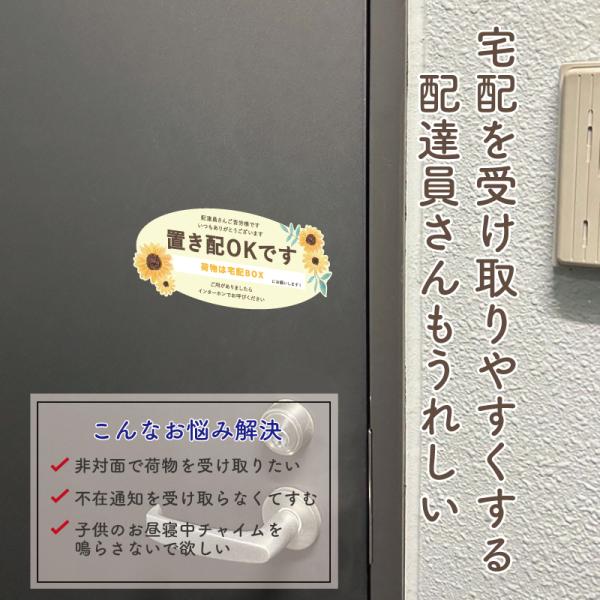 宅配を受け取りやすくする
配達員さんもうれしい
配達員さんご苦労様です
いつもありがとうございます
置き配OKです
荷物は宅配BOX
にお願いします！
ご用がありましたら
インターホンでお呼びください
こんなお悩み解決
非対面で荷物を受け取りたい
不在通知を受け取らなくてすむ
子供のお昼寝中チャイムを
鳴らさないで欲しい